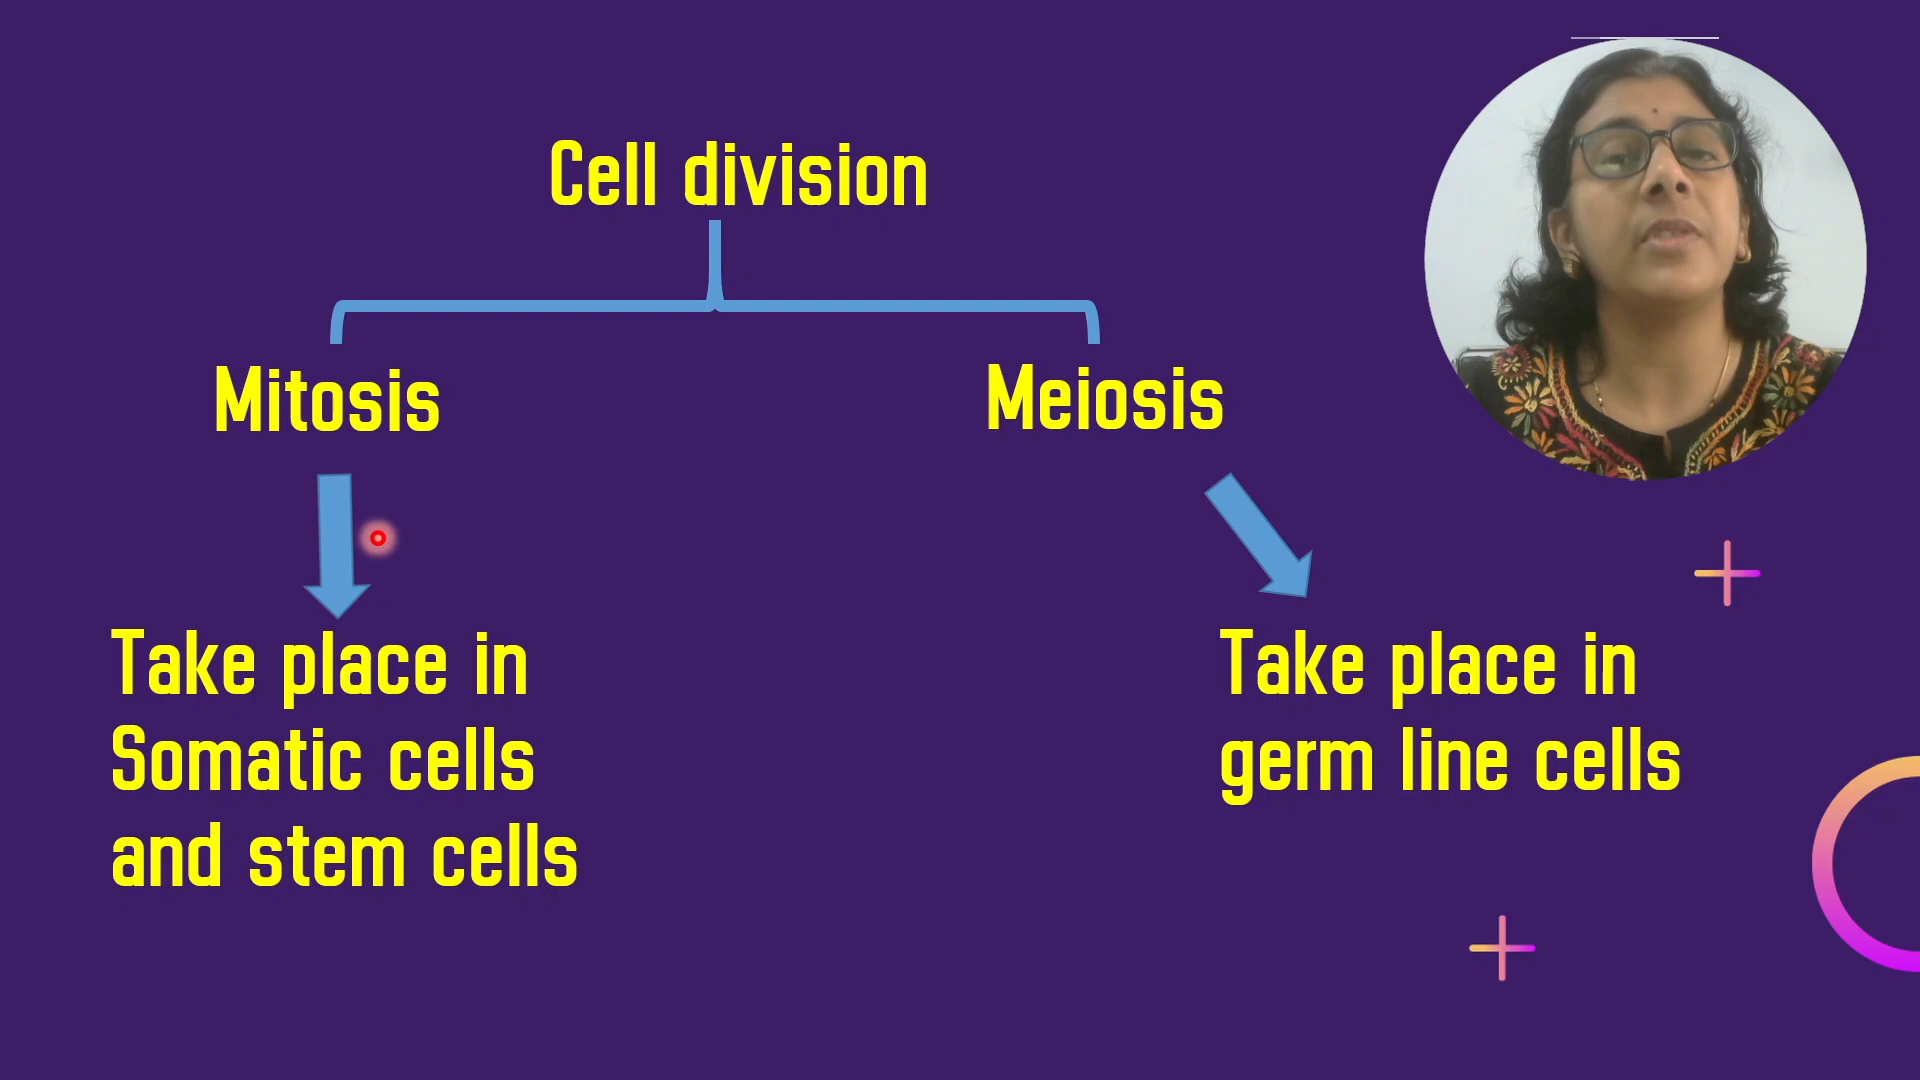 Cell division
Mitosis
Meiosis
Take place in
Somatic cells
and stem cells
Take place in
germ line cells